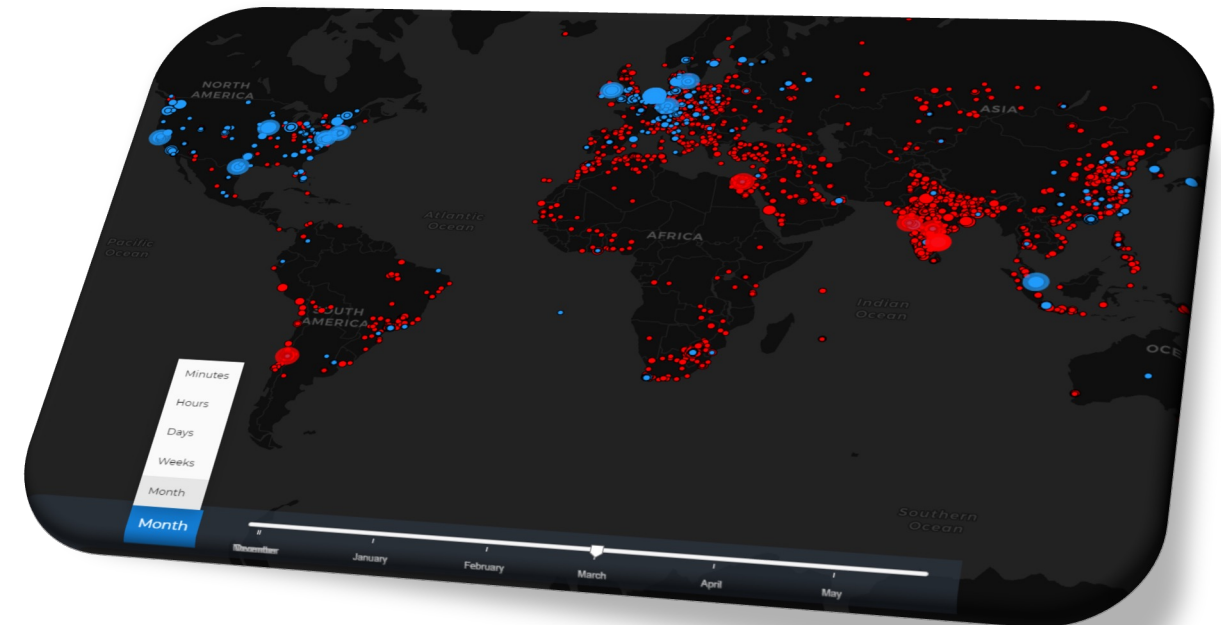 NORTH
AMERICA
ASIA
Atlantic
Ocean
Pacific
Ocean
AFRICA
Indian
Ocean
SOUTH
AMERICA
OCE
Minutes
Hours
Days
Weeks
Month
Month
January
February
March
April
May
Southern
Ocean